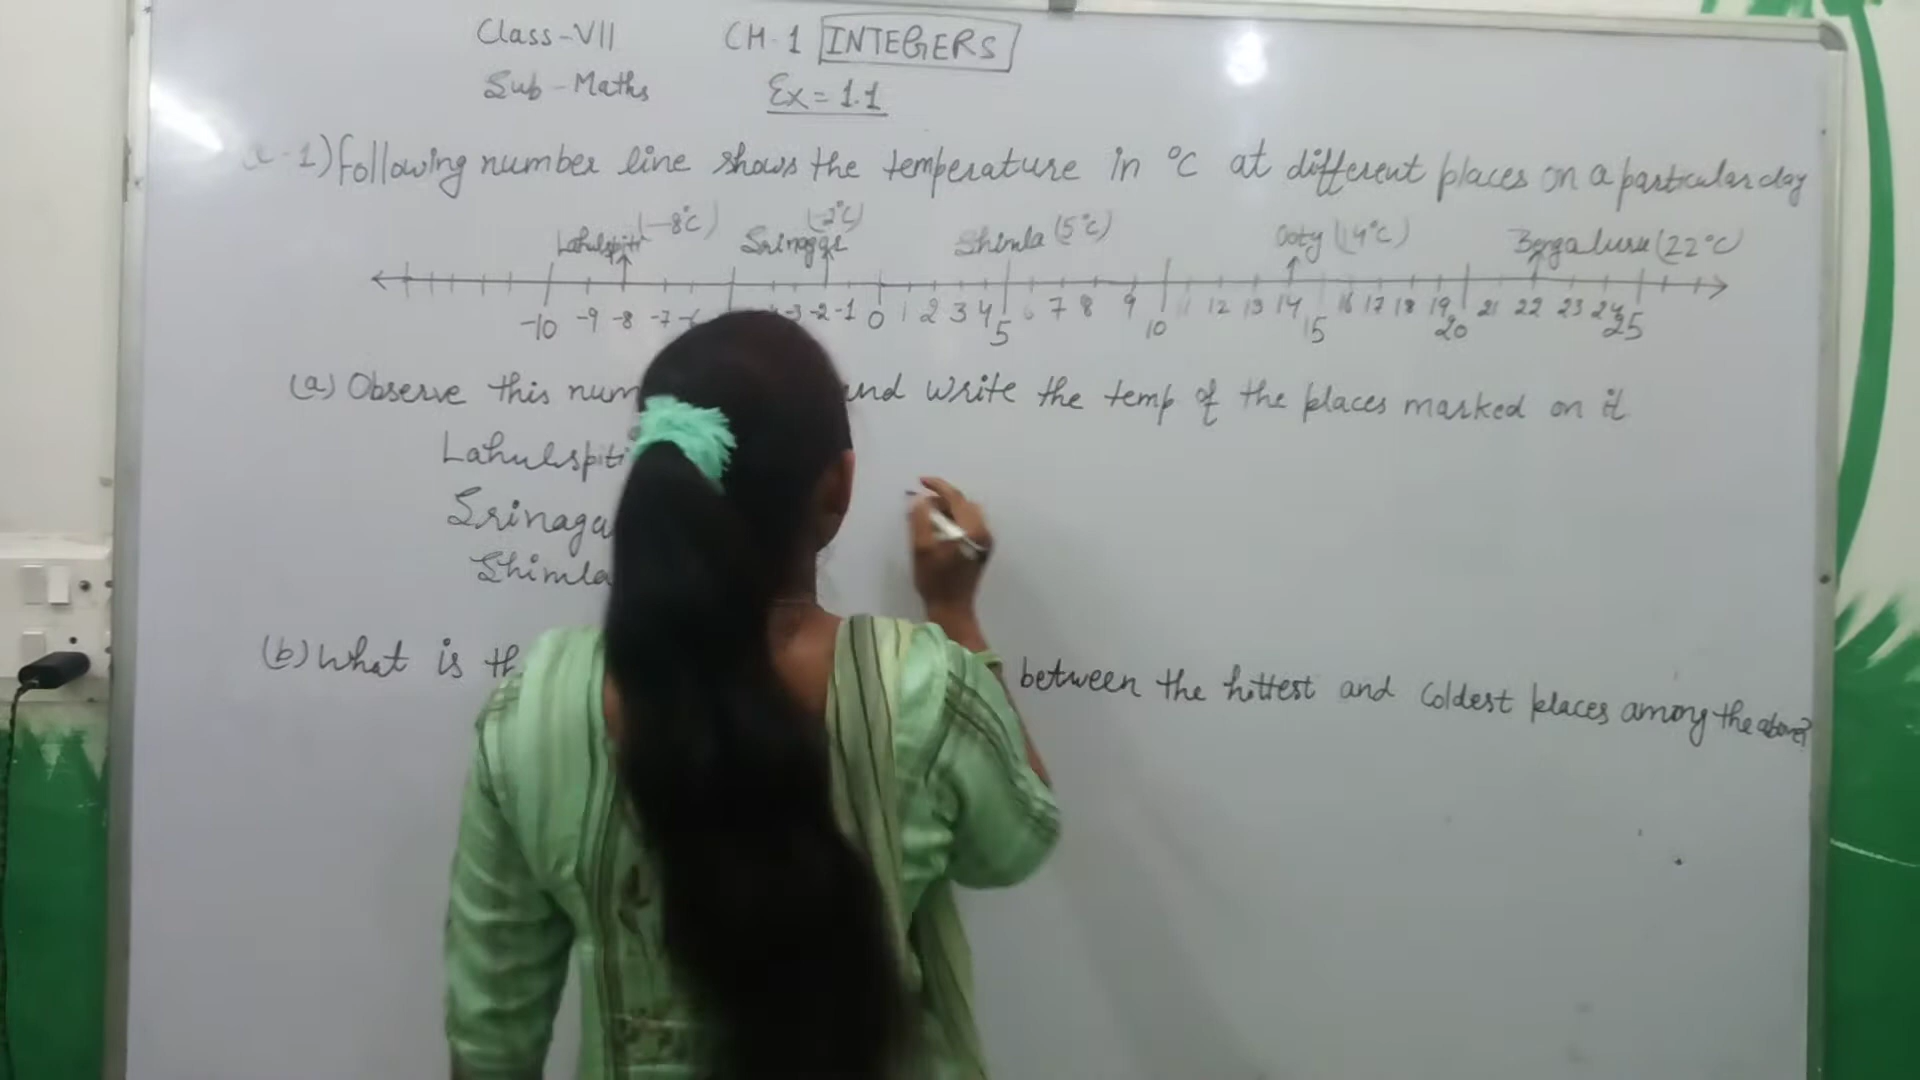 Class-VII CH-1 INTEGERS
Sub-Maths Ex=1.1
1) Following number line shows the temperature in °C at different places on a particular day
Lahulspiti (-8°C) Srinagar (-2°C) Shimla (5°C) Ooty (14°C) Bengaluru (22°C)
-10 -9 -8 -7 -3 -2 -1 0 1 2 3 4 5 6 7 8 9 10 11 12 13 14 15 16 17 18 19 20 21 22 23 24 25
(a) Observe this num and write the temp of the places marked on it
Lahulspiti
Srinaga
Shimla
(b) What is th between the hottest and coldest places among the above?